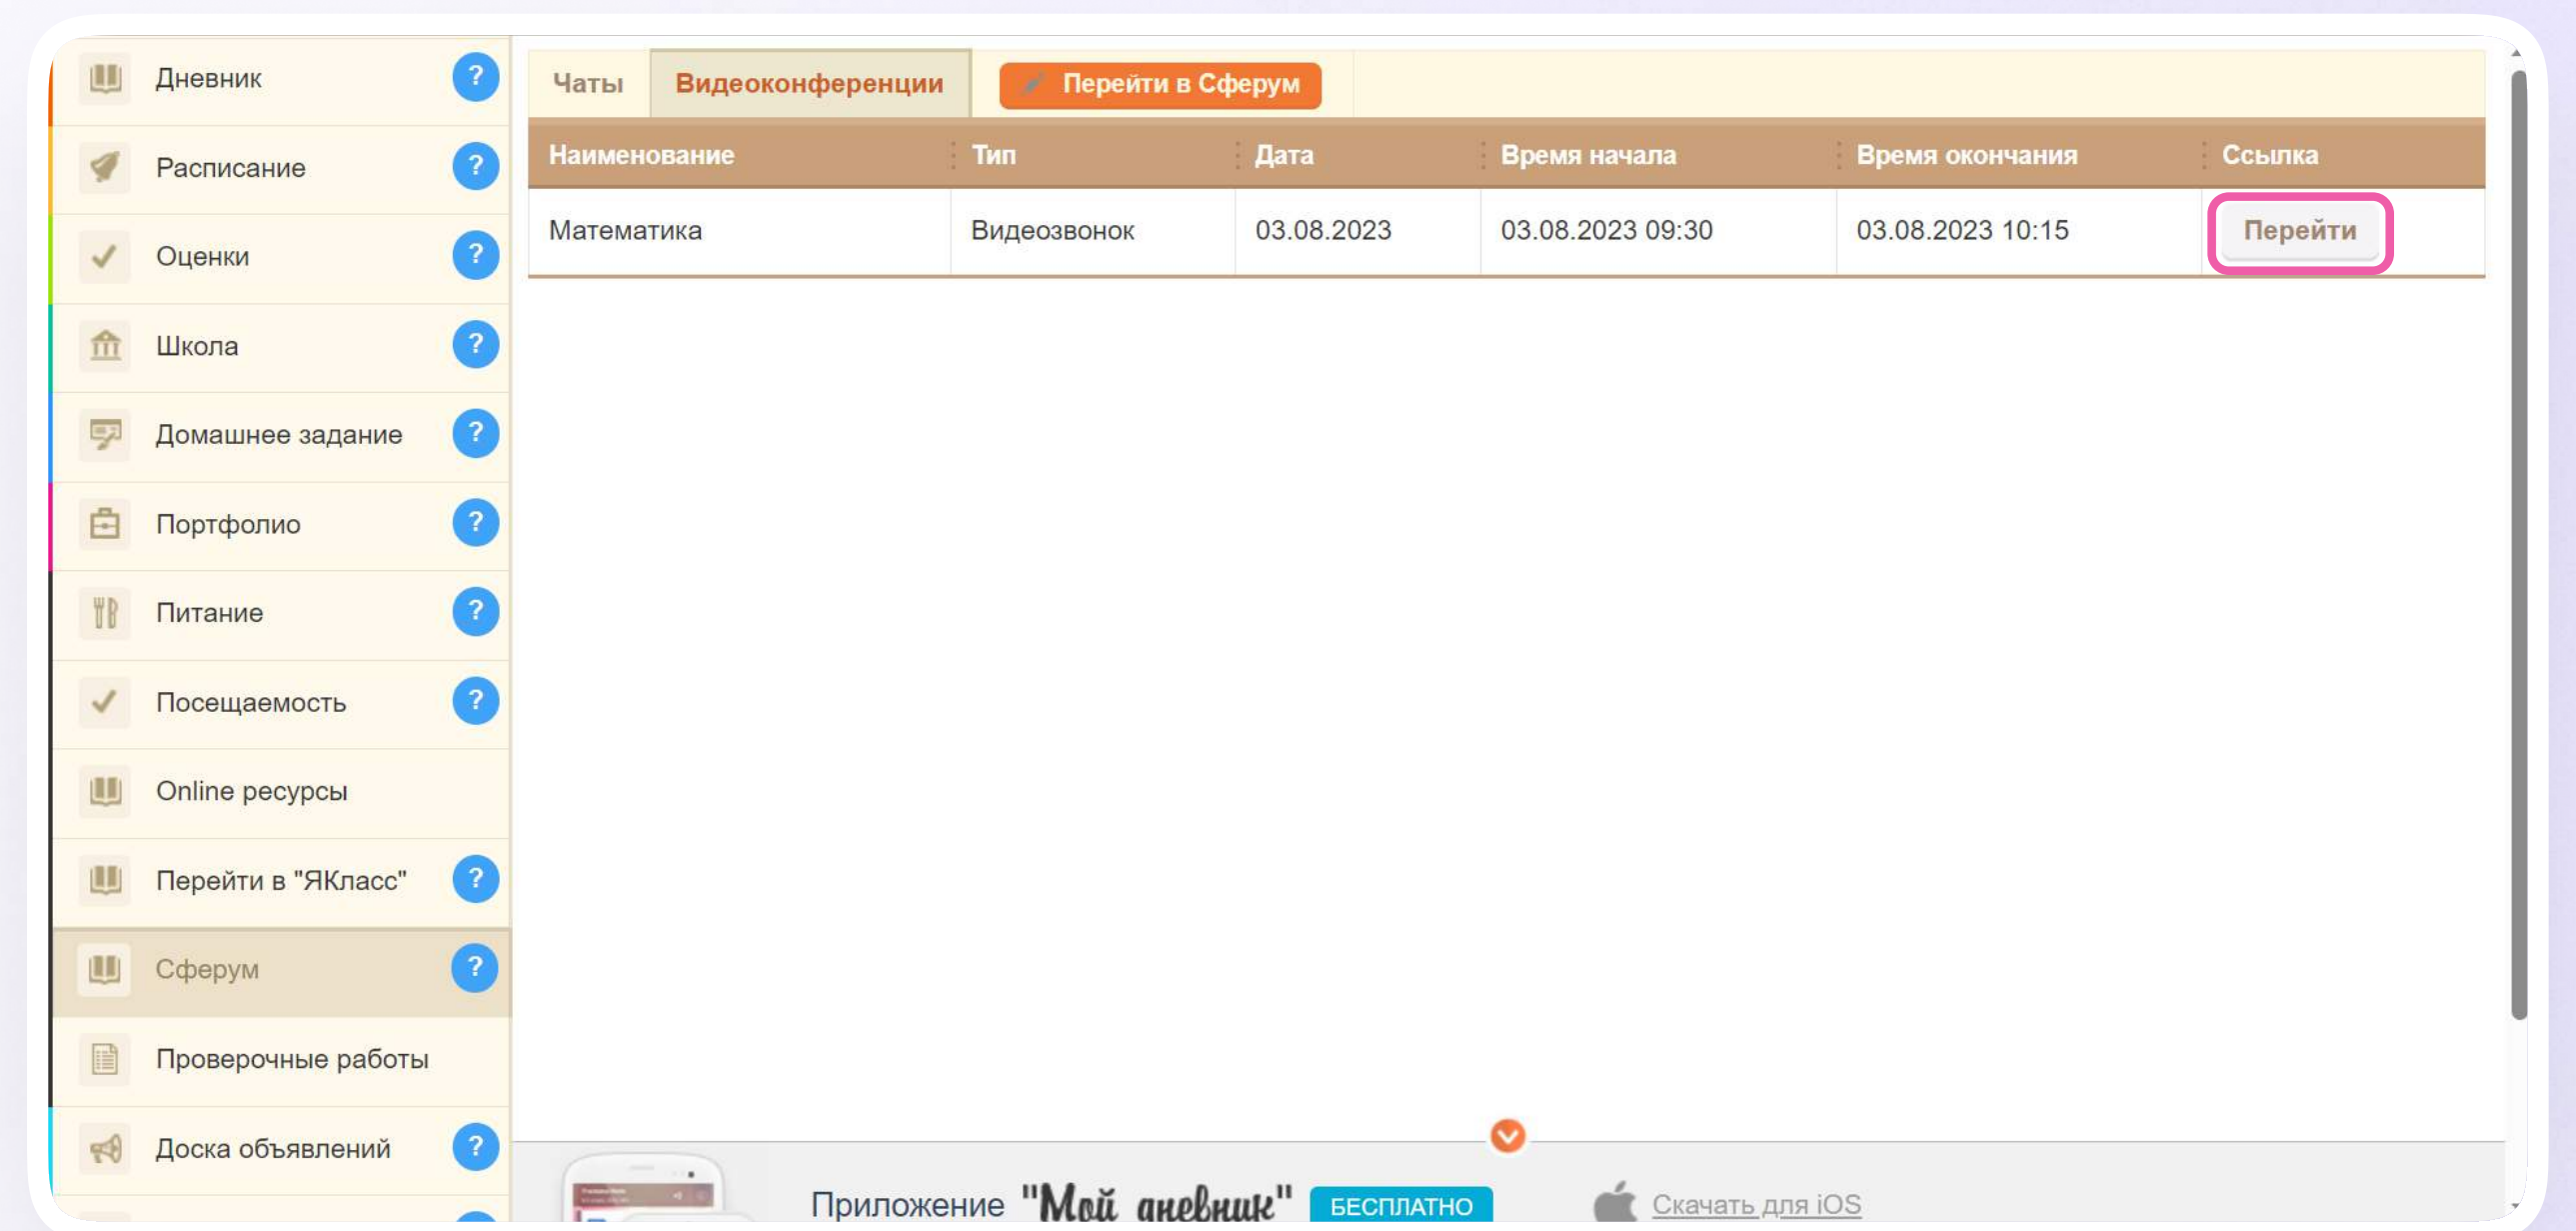 Дневник ?
Расписание ?
Оценки ?
Школа ?
Домашнее задание ?
Портфолио ?
Питание ?
Посещаемость ?
Online ресурсы
Перейти в "ЯКласс" ?
Сферум ?
Проверочные работы
Доска объявлений ?
Чаты Видеоконференции Перейти в Сферум
Наименование Тип Дата Время начала Время окончания Ссылка
Математика Видеозвонок 03.08.2023 03.08.2023 09:30 03.08.2023 10:15 Перейти
Приложение "Мой дневник" БЕСПЛАТНО Скачать для iOS